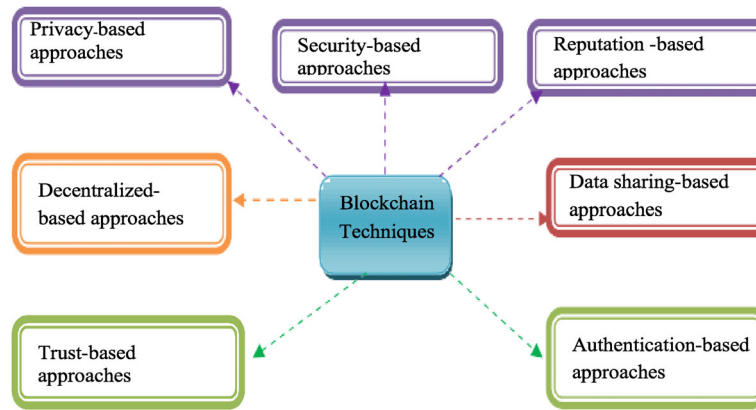 Privacy-based
approaches
Security-based
approaches
Reputation -based
approaches
Decentralized-
based approaches
Blockchain
Techniques
Data sharing-based
approaches
Trust-based
approaches
Authentication-based
approaches